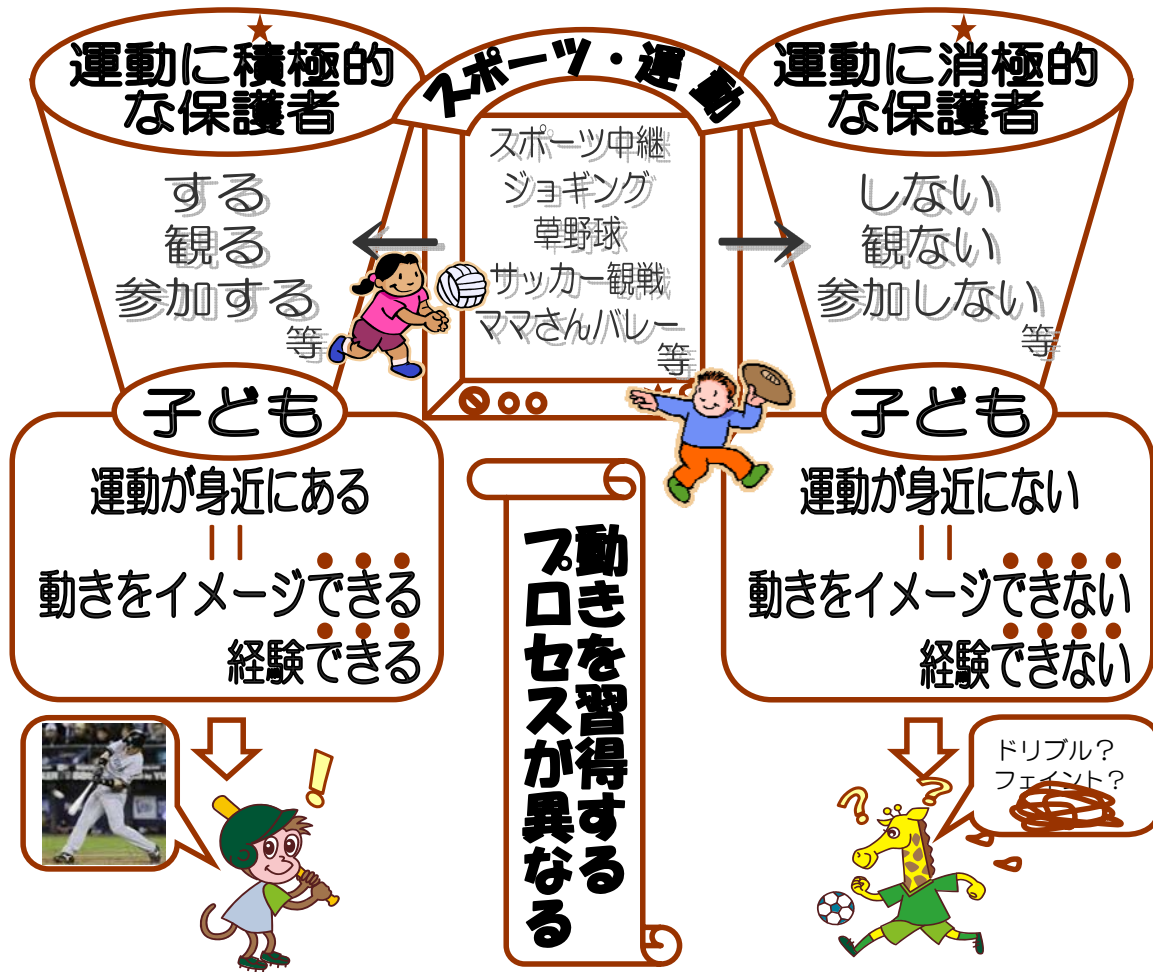 運動に積極的
な保護者
する
観る
参加する
等
子ども
運動が身近にある
動きをイメージできる
経験できる
スポーツ・運動
スポーツ中継
ジョギング
草野球
サッカー観戦
ママさんバレー
等
動きを習得する
プロセスが異なる
運動に消極的
な保護者
しない
観ない
参加しない
等
子ども
運動が身近にない
動きをイメージできない
経験できない
ドリブル？
フェイント？